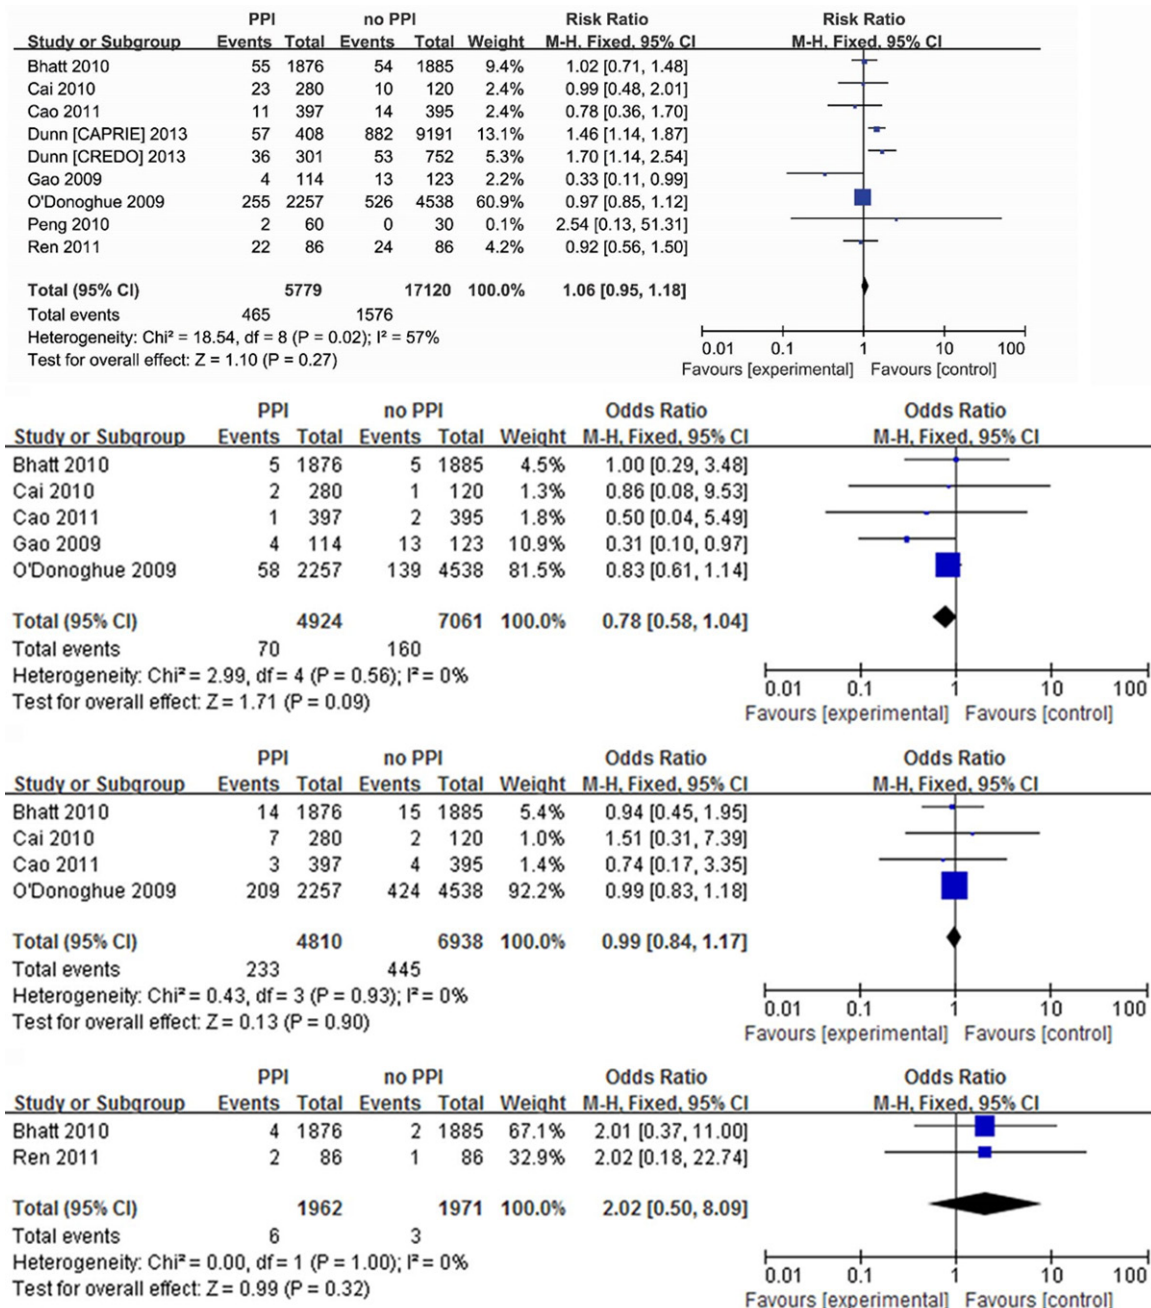 PPI no PPI Risk Ratio Risk Ratio
Study or Subgroup Events Total Events Total Weight M-H, Fixed, 95% CI M-H, Fixed, 95% CI
Bhatt 2010 55 1876 54 1885 9.4% 1.02 [0.71, 1.48]
Cai 2010 23 280 10 120 2.4% 0.99 [0.48, 2.01]
Cao 2011 11 397 14 395 2.4% 0.78 [0.36, 1.70]
Dunn [CAPRIE] 2013 57 408 882 9191 13.1% 1.46 [1.14, 1.87]
Dunn [CREDO] 2013 36 301 53 752 5.3% 1.70 [1.14, 2.54]
Gao 2009 4 114 13 123 2.2% 0.33 [0.11, 0.99]
O'Donoghue 2009 255 2257 526 4538 60.9% 0.97 [0.85, 1.12]
Peng 2010 2 60 0 30 0.1% 2.54 [0.13, 51.31]
Ren 2011 22 86 24 86 4.2% 0.92 [0.56, 1.50]
Total (95% CI) 5779 17120 100.0% 1.06 [0.95, 1.18]
Total events 465 1576
Heterogeneity: Chi² = 18.54, df = 8 (P = 0.02); I² = 57%
Test for overall effect: Z = 1.10 (P = 0.27)
0.01 0.1 1 10 100
Favours [experimental] Favours [control]
PPI no PPI Odds Ratio Odds Ratio
Study or Subgroup Events Total Events Total Weight M-H, Fixed, 95% CI M-H, Fixed, 95% CI
Bhatt 2010 5 1876 5 1885 4.5% 1.00 [0.29, 3.48]
Cai 2010 2 280 1 120 1.3% 0.86 [0.08, 9.53]
Cao 2011 1 397 2 395 1.8% 0.50 [0.04, 5.49]
Gao 2009 4 114 13 123 10.9% 0.31 [0.10, 0.97]
O'Donoghue 2009 58 2257 139 4538 81.5% 0.83 [0.61, 1.14]
Total (95% CI) 4924 7061 100.0% 0.78 [0.58, 1.04]
Total events 70 160
Heterogeneity: Chi² = 2.99, df = 4 (P = 0.56); I² = 0%
Test for overall effect: Z = 1.71 (P = 0.09)
0.01 0.1 1 10 100
Favours [experimental] Favours [control]
PPI no PPI Odds Ratio Odds Ratio
Study or Subgroup Events Total Events Total Weight M-H, Fixed, 95% CI M-H, Fixed, 95% CI
Bhatt 2010 14 1876 15 1885 5.4% 0.94 [0.45, 1.95]
Cai 2010 7 280 2 120 1.0% 1.51 [0.31, 7.39]
Cao 2011 3 397 4 395 1.4% 0.74 [0.17, 3.35]
O'Donoghue 2009 209 2257 424 4538 92.2% 0.99 [0.83, 1.18]
Total (95% CI) 4810 6938 100.0% 0.99 [0.84, 1.17]
Total events 233 445
Heterogeneity: Chi² = 0.43, df = 3 (P = 0.93); I² = 0%
Test for overall effect: Z = 0.13 (P = 0.90)
0.01 0.1 1 10 100
Favours [experimental] Favours [control]
PPI no PPI Odds Ratio Odds Ratio
Study or Subgroup Events Total Events Total Weight M-H, Fixed, 95% CI M-H, Fixed, 95% CI
Bhatt 2010 4 1876 2 1885 67.1% 2.01 [0.37, 11.00]
Ren 2011 2 86 1 86 32.9% 2.02 [0.18, 22.74]
Total (95% CI) 1962 1971 100.0% 2.02 [0.50, 8.09]
Total events 6 3
Heterogeneity: Chi² = 0.00, df = 1 (P = 1.00); I² = 0%
Test for overall effect: Z = 0.99 (P = 0.32)
0.01 0.1 1 10 100
Favours [experimental] Favours [control]